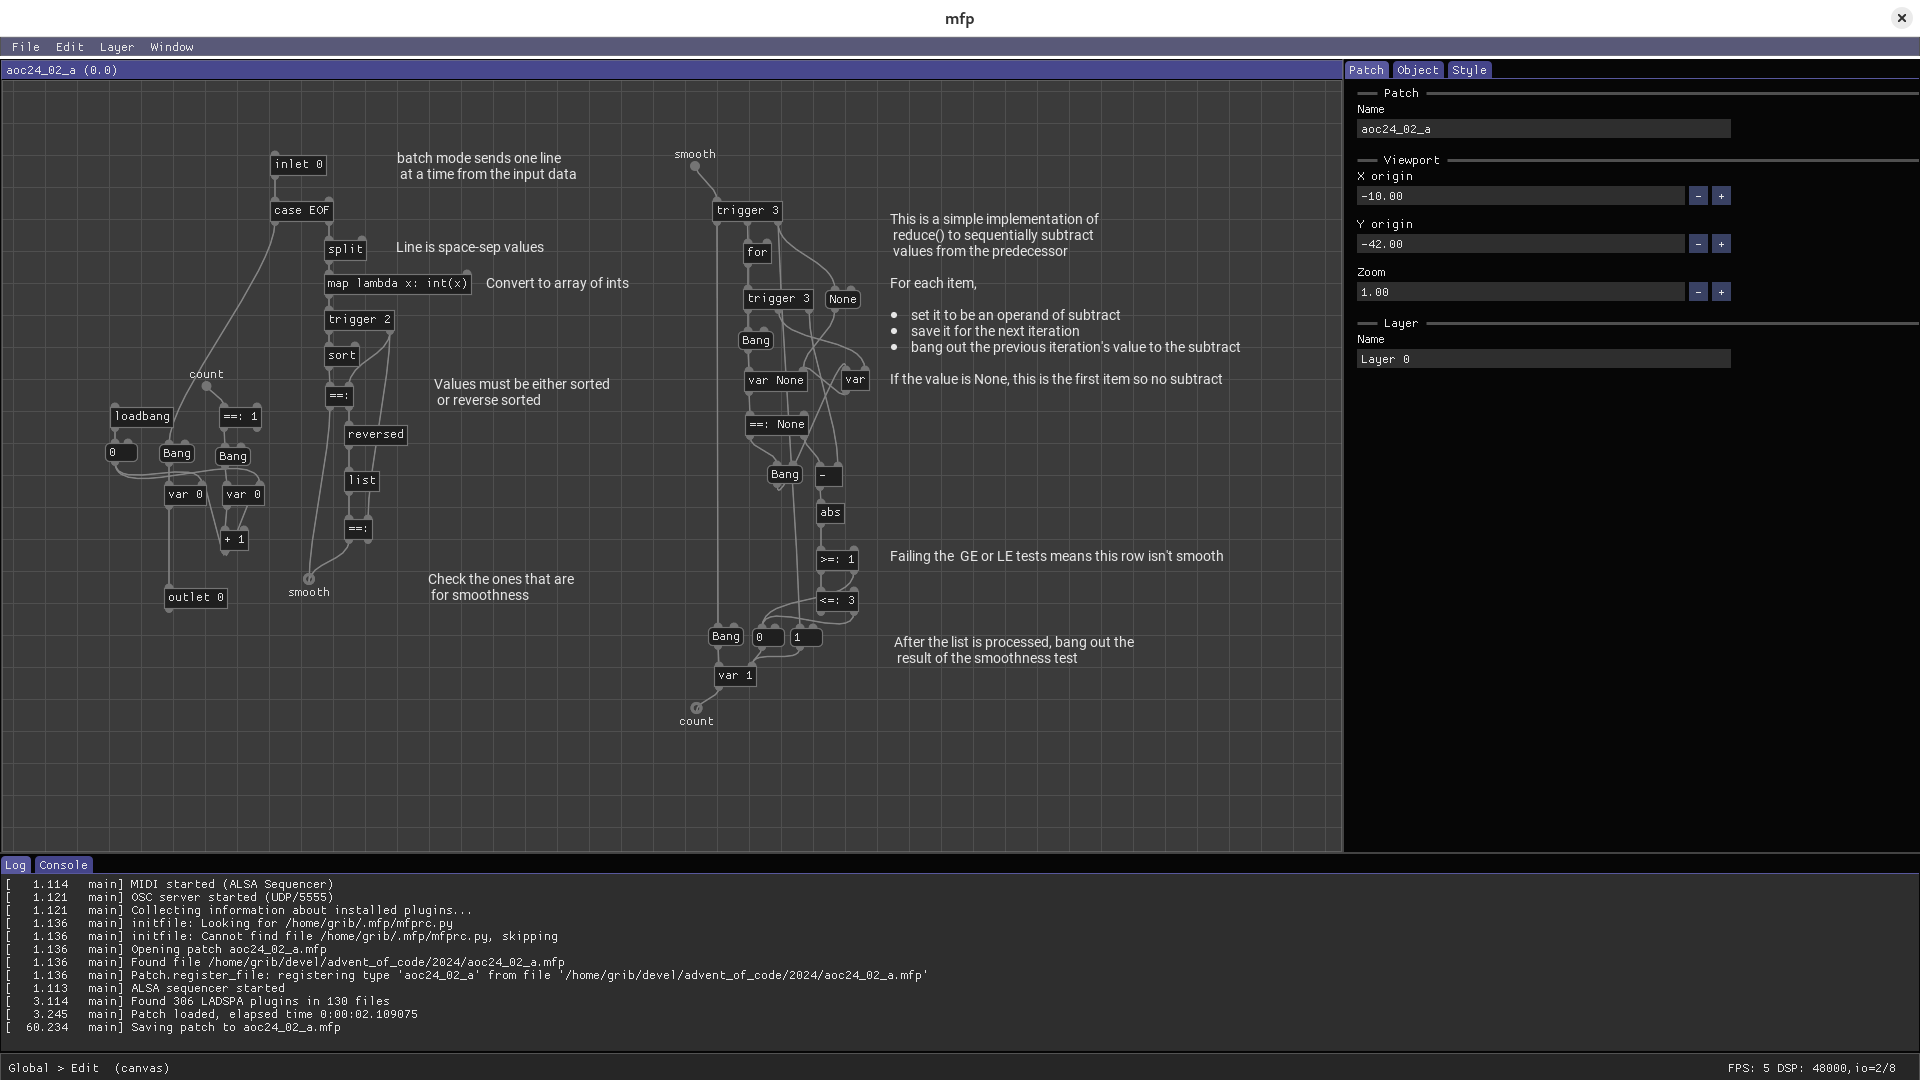 mfp
File Edit Layer Window
aoc24_02_a (0.0)
inlet 0
case EOF
split
map lambda x: int(x)
trigger 2
sort
==:
reversed
list
==:
smooth
count
loadbang
==: 1
0
Bang
Bang
var 0
var 0
+ 1
outlet 0
batch mode sends one line
at a time from the input data
Line is space-sep values
Convert to array of ints
Values must be either sorted
or reverse sorted
Check the ones that are
for smoothness
smooth
trigger 3
for
trigger 3
None
Bang
var None
var
==: None
Bang
-
abs
>=: 1
<=: 3
Bang
0
1
var 1
count
This is a simple implementation of
reduce() to sequentially subtract
values from the predecessor
For each item,
• set it to be an operand of subtract
• save it for the next iteration
• bang out the previous iteration's value to the subtract
If the value is None, this is the first item so no subtract
Failing the GE or LE tests means this row isn't smooth
After the list is processed, bang out the
result of the smoothness test
Patch Object Style
Patch
Name
aoc24_02_a
Viewport
X origin
-10.00 - +
Y origin
-42.00 - +
Zoom
1.00 - +
Layer
Name
Layer 0
Log Console
[ 1.114 main] MIDI started (ALSA Sequencer)
[ 1.121 main] OSC server started (UDP/5555)
[ 1.121 main] Collecting information about installed plugins...
[ 1.136 main] initfile: Looking for /home/grib/.mfp/mfprc.py
[ 1.136 main] initfile: Cannot find file /home/grib/.mfp/mfprc.py, skipping
[ 1.136 main] Opening patch aoc24_02_a.mfp
[ 1.136 main] Found file /home/grib/devel/advent_of_code/2024/aoc24_02_a.mfp
[ 1.136 main] Patch.register_file: registering type 'aoc24_02_a' from file '/home/grib/devel/advent_of_code/2024/aoc24_02_a.mfp'
[ 1.113 main] ALSA sequencer started
[ 3.114 main] Found 306 LADSPA plugins in 130 files
[ 3.245 main] Patch loaded, elapsed time 0:00:02.109075
[ 60.234 main] Saving patch to aoc24_02_a.mfp
Global > Edit (canvas)
FPS: 5 DSP: 48000,io=2/8